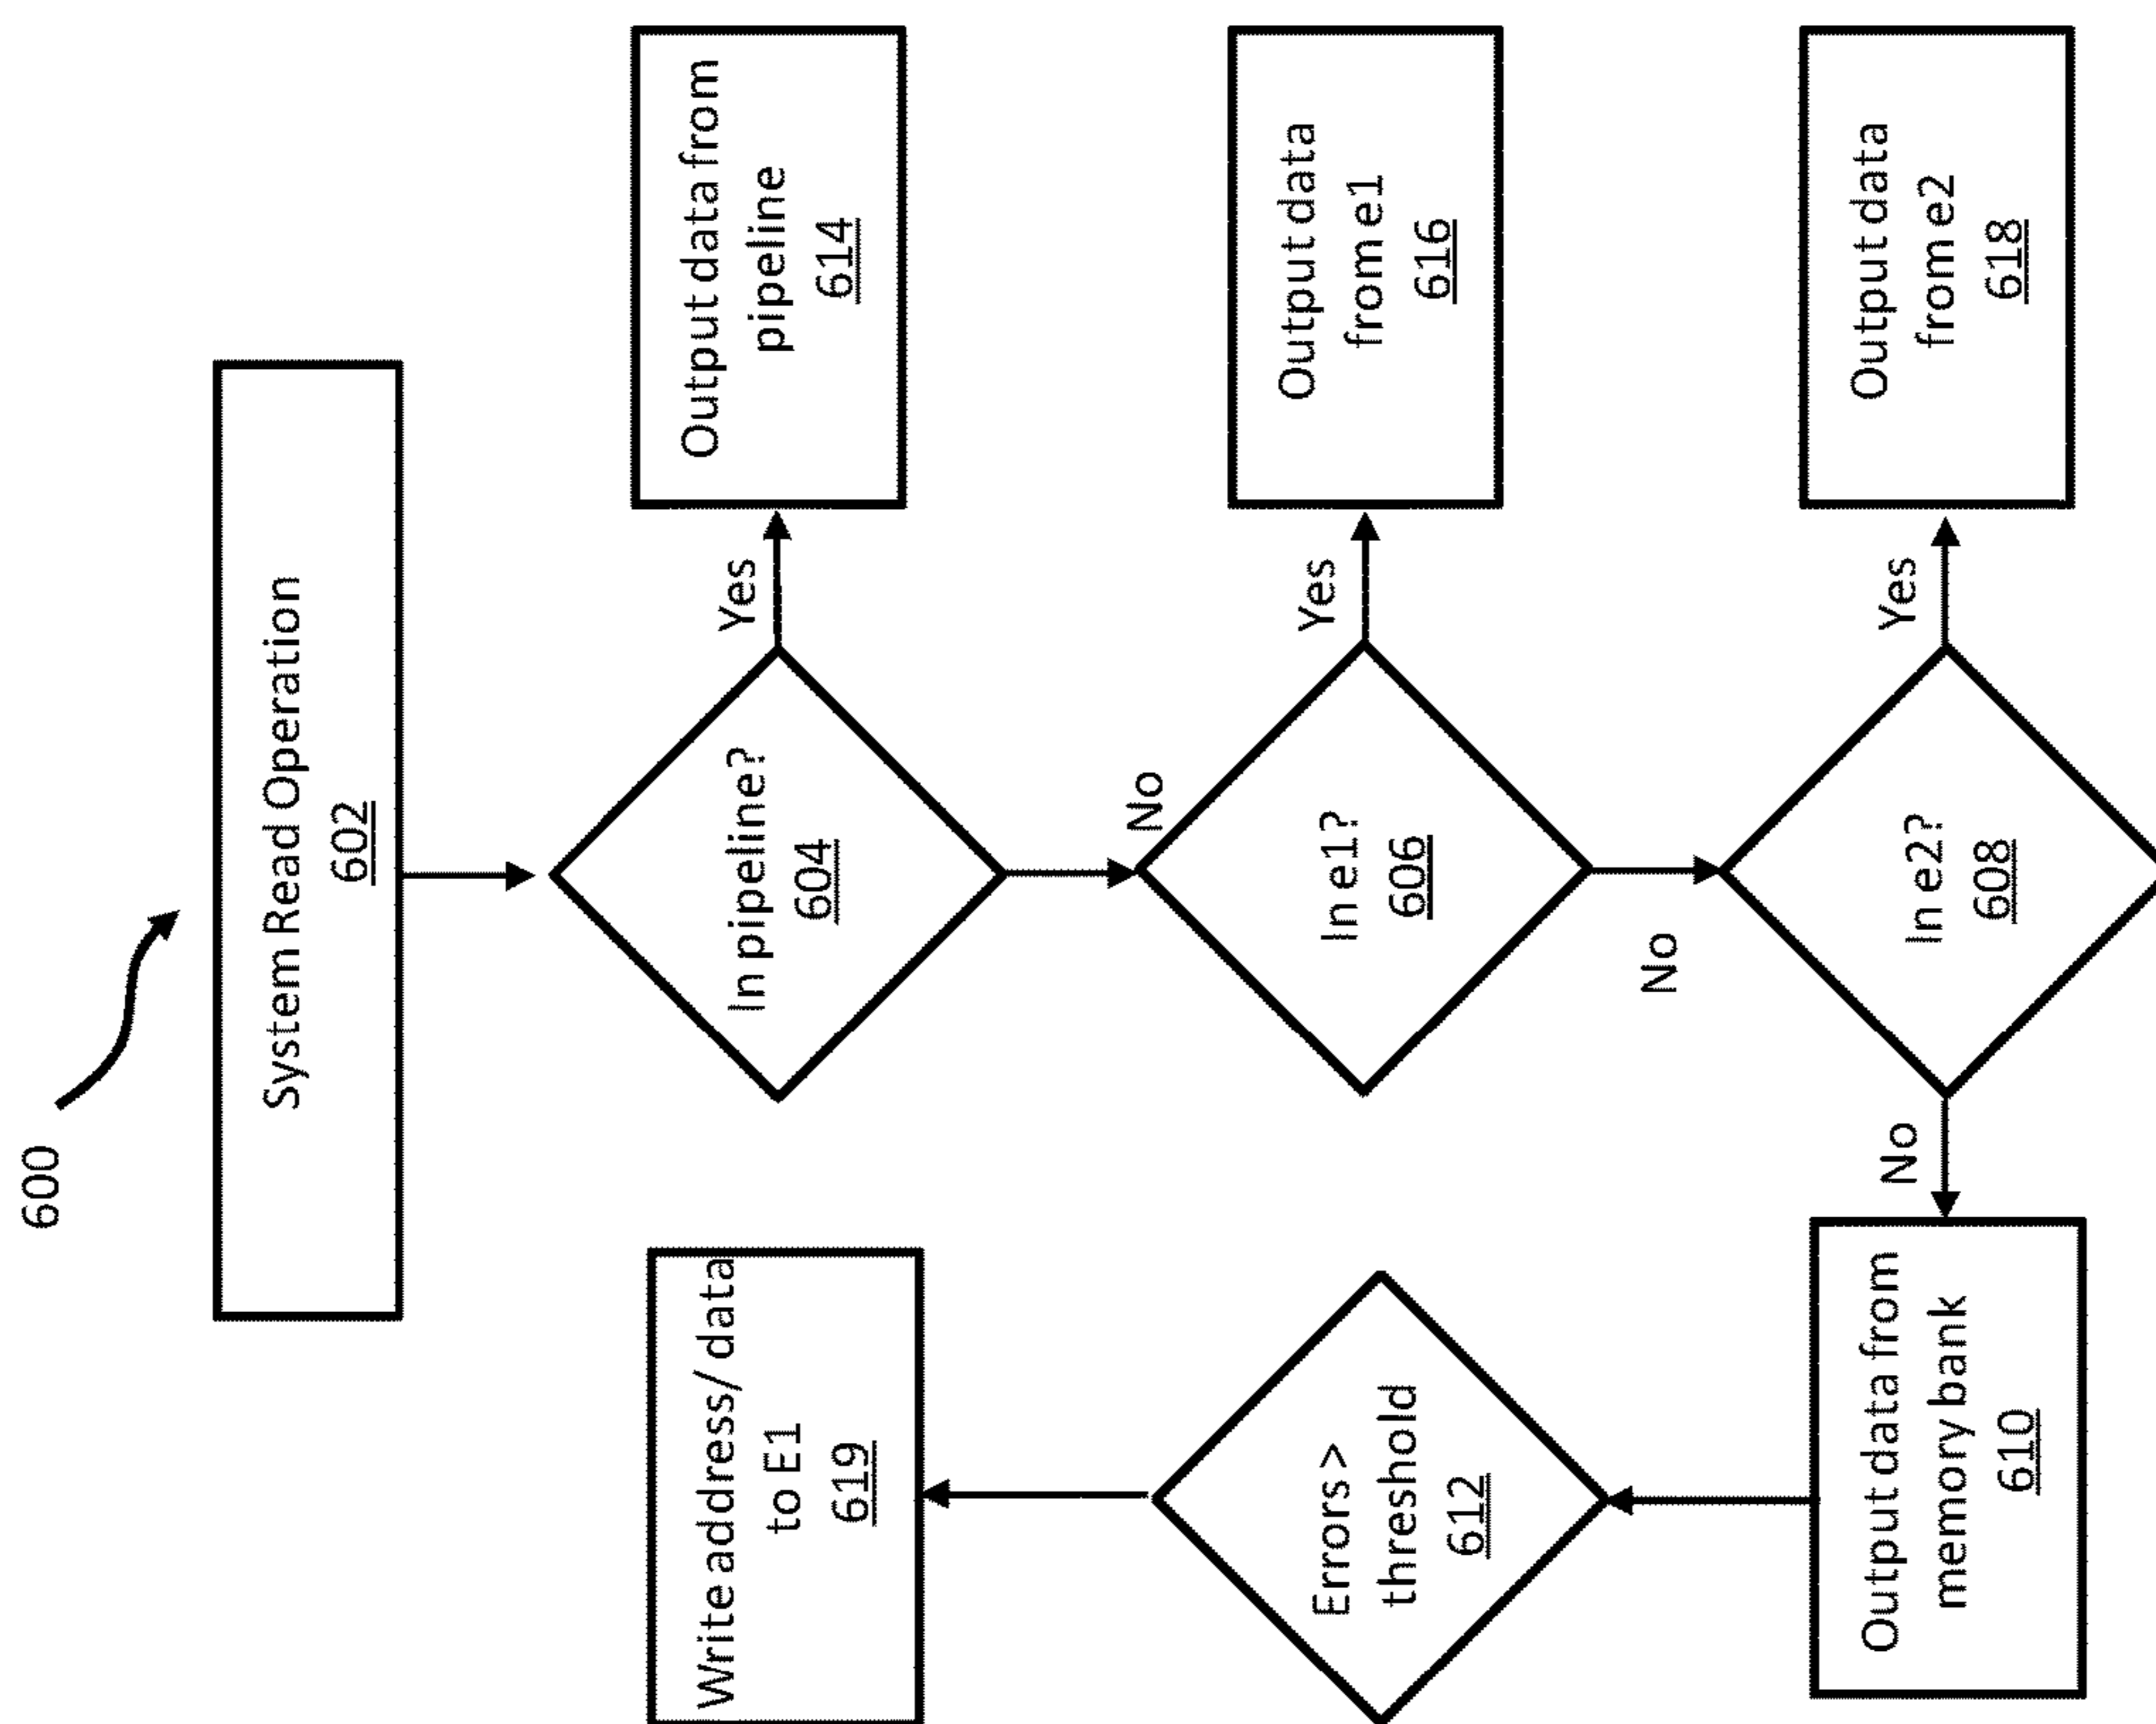 600
System Read Operation
602
In pipeline?
604
Yes
Output data from
pipeline
614
No
In e1?
606
Yes
Output data
from e1
616
No
In e2?
608
Yes
Output data
from e2
618
No
Output data from
memory bank
610
Errors >
threshold
612
Write address/ data
to E1
619